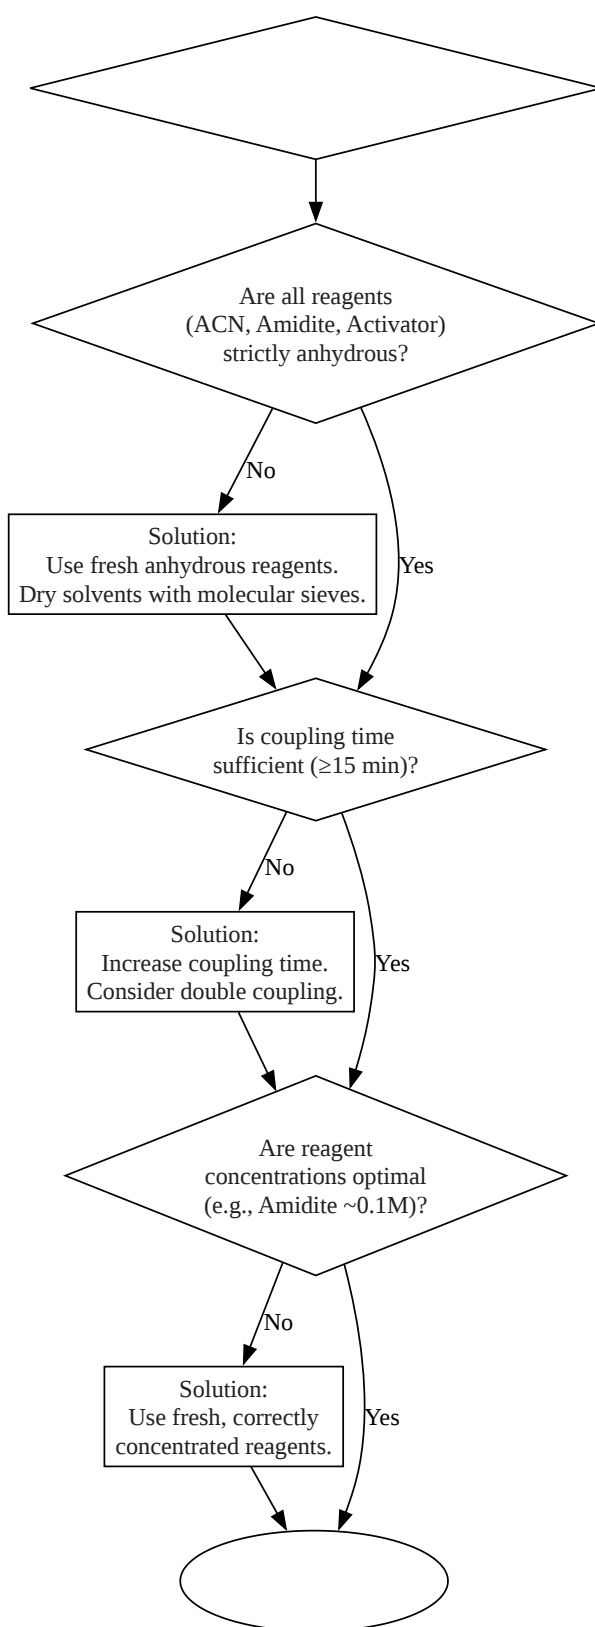 Are all reagents
(ACN, Amidite, Activator)
strictly anhydrous?
No
Solution:
Use fresh anhydrous reagents.
Dry solvents with molecular sieves.
Yes
Is coupling time
sufficient (≥15 min)?
No
Solution:
Increase coupling time.
Consider double coupling.
Yes
Are reagent
concentrations optimal
(e.g., Amidite ~0.1M)?
No
Solution:
Use fresh, correctly
concentrated reagents.
Yes